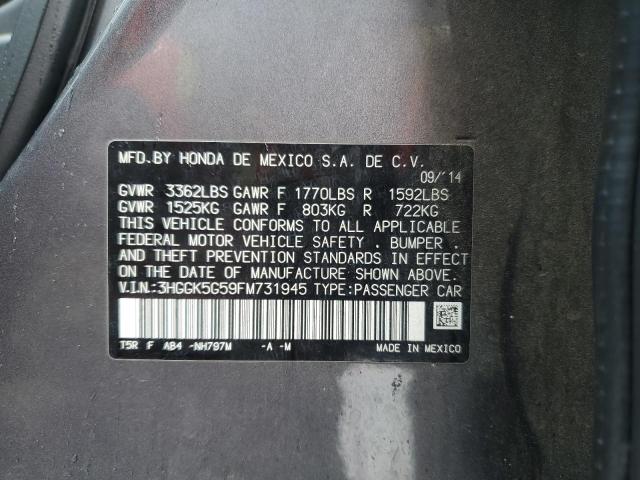 MFD.BY HONDA DE MEXICO S.A. DE C.V.
09/'14
GVWR 3362LBS GAWR F 1770LBS R 1592LBS
GVWR 1525KG GAWR F 803KG R 722KG
THIS VEHICLE CONFORMS TO ALL APPLICABLE
FEDERAL MOTOR VEHICLE SAFETY . BUMPER .
AND THEFT PREVENTION STANDARDS IN EFFECT
ON THE DATE OF MANUFACTURE SHOWN ABOVE.
V.IN.:3HGGK5G59FM731945 TYPE:PASSENGER CAR
T5R F AB4 -NH797M -A -M MADE IN MEXICO